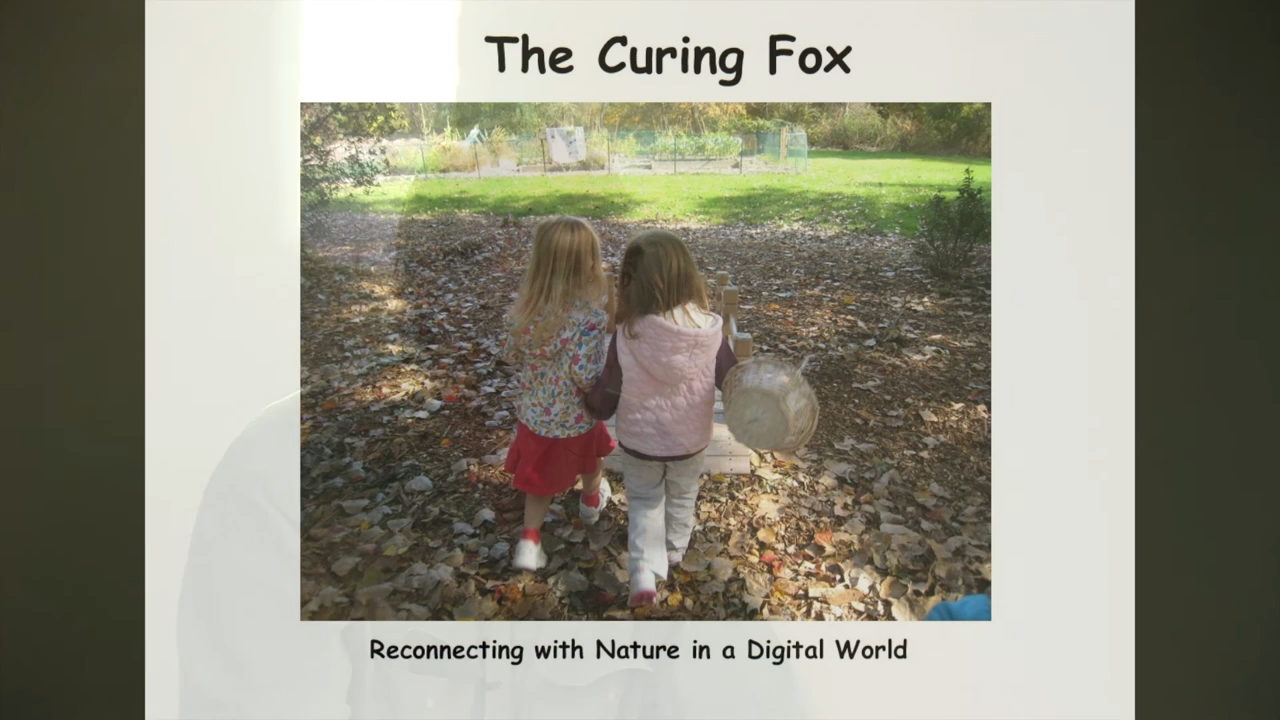 The Curing Fox
Reconnecting with Nature in a Digital World